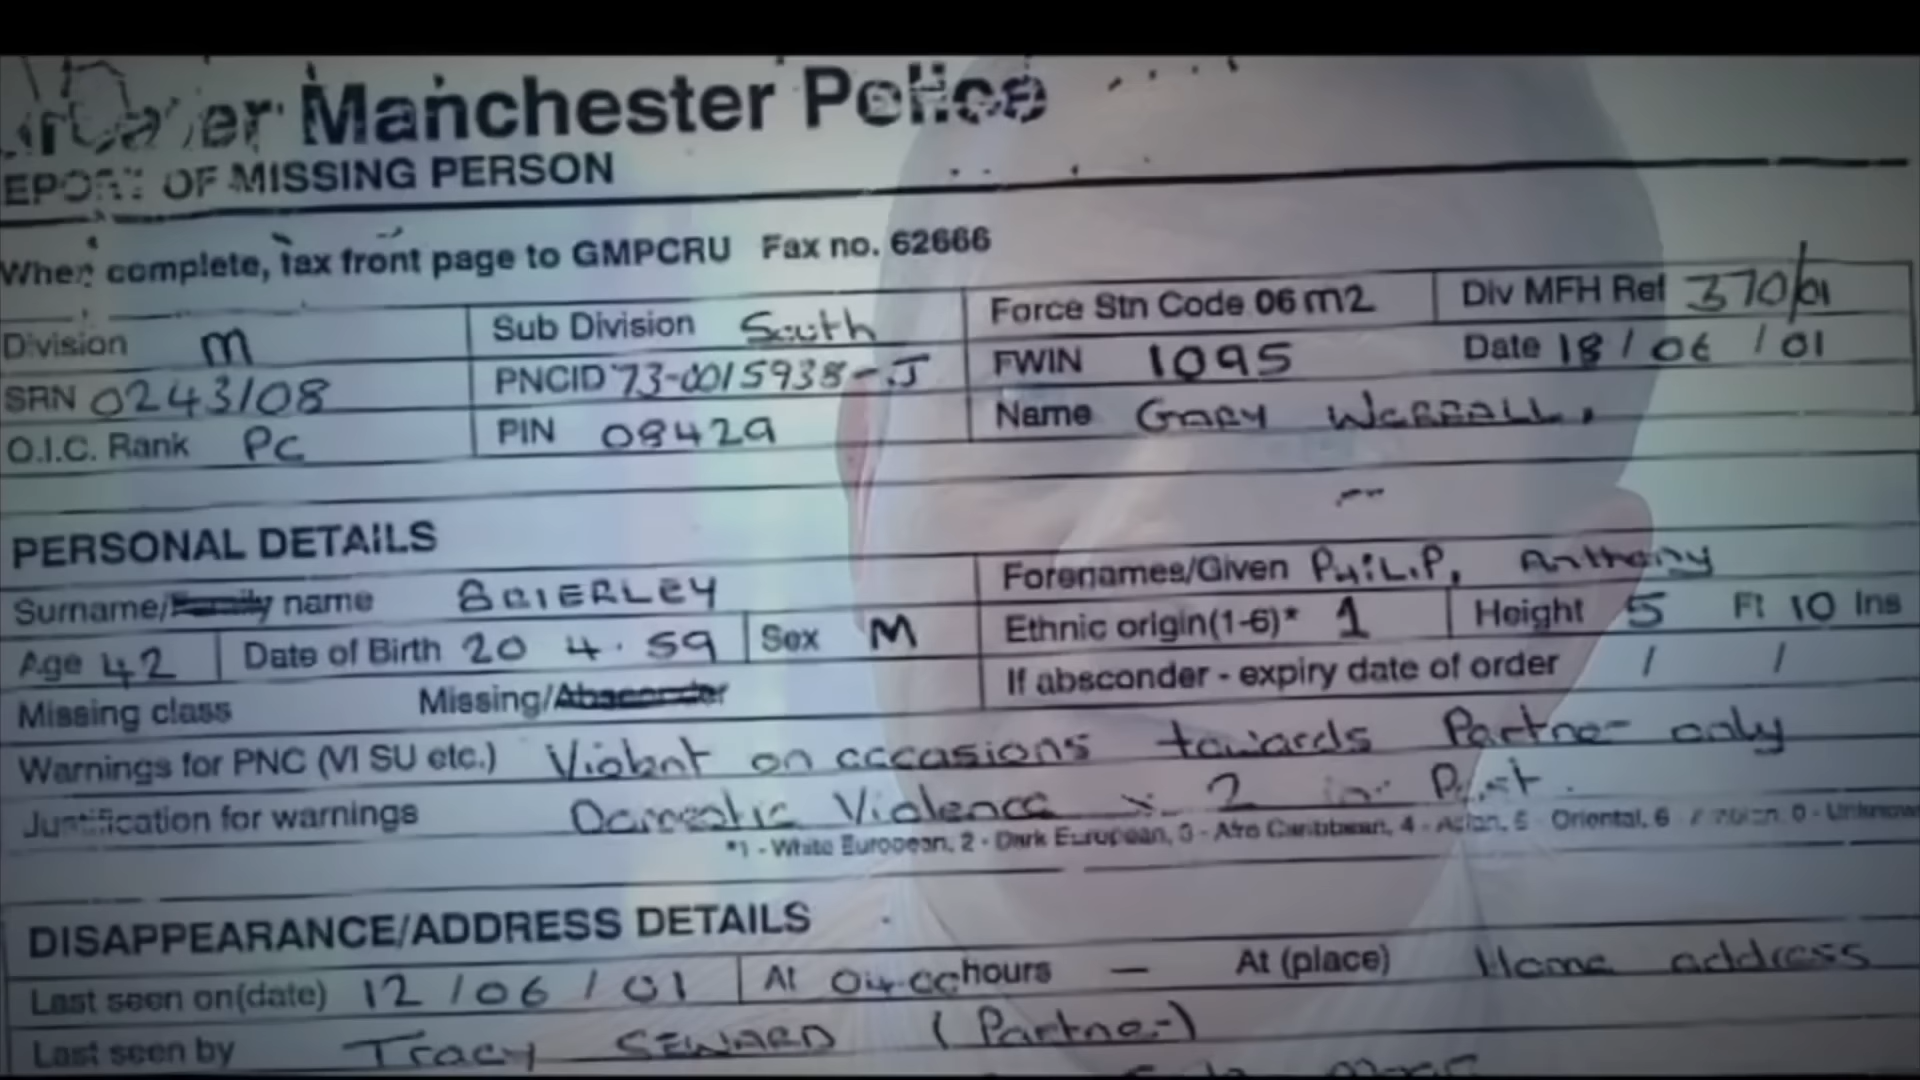 Manchester Police
REPORT OF MISSING PERSON
When complete, fax front page to GMPCRU Fax no. 62666
Division M Sub Division South Force Stn Code 06 M2 Div MFH Ref 370/01
SRN 0243/08 PNCID 73-0015938-J FWIN 1095 Date 18/06/01
O.I.C. Rank PC PIN 08429 Name Gary
PERSONAL DETAILS
Surname/Family name BRIERLEY Forenames/Given PHILIP, Anthony
Age 42 Date of Birth 20 4.59 Sex M Ethnic origin(1-6)* 1 Height 5 Ft 10 Ins
Missing class Missing/Absconder If absconder - expiry date of order / /
Warnings for PNC (VI SU etc.) Violent on occasions towards Partner only
Justification for warnings Domestic Violence x 2 in Past.
*1 - White European, 2 - Dark European, 3 - Afro Caribbean, 4 - Asian, 5 - Oriental, 6 - 0 - Unknown
DISAPPEARANCE/ADDRESS DETAILS
Last seen on(date) 12/06/01 At 04.00 hours — At (place) Home address
Last seen by Tracy SEWARD (Partner)